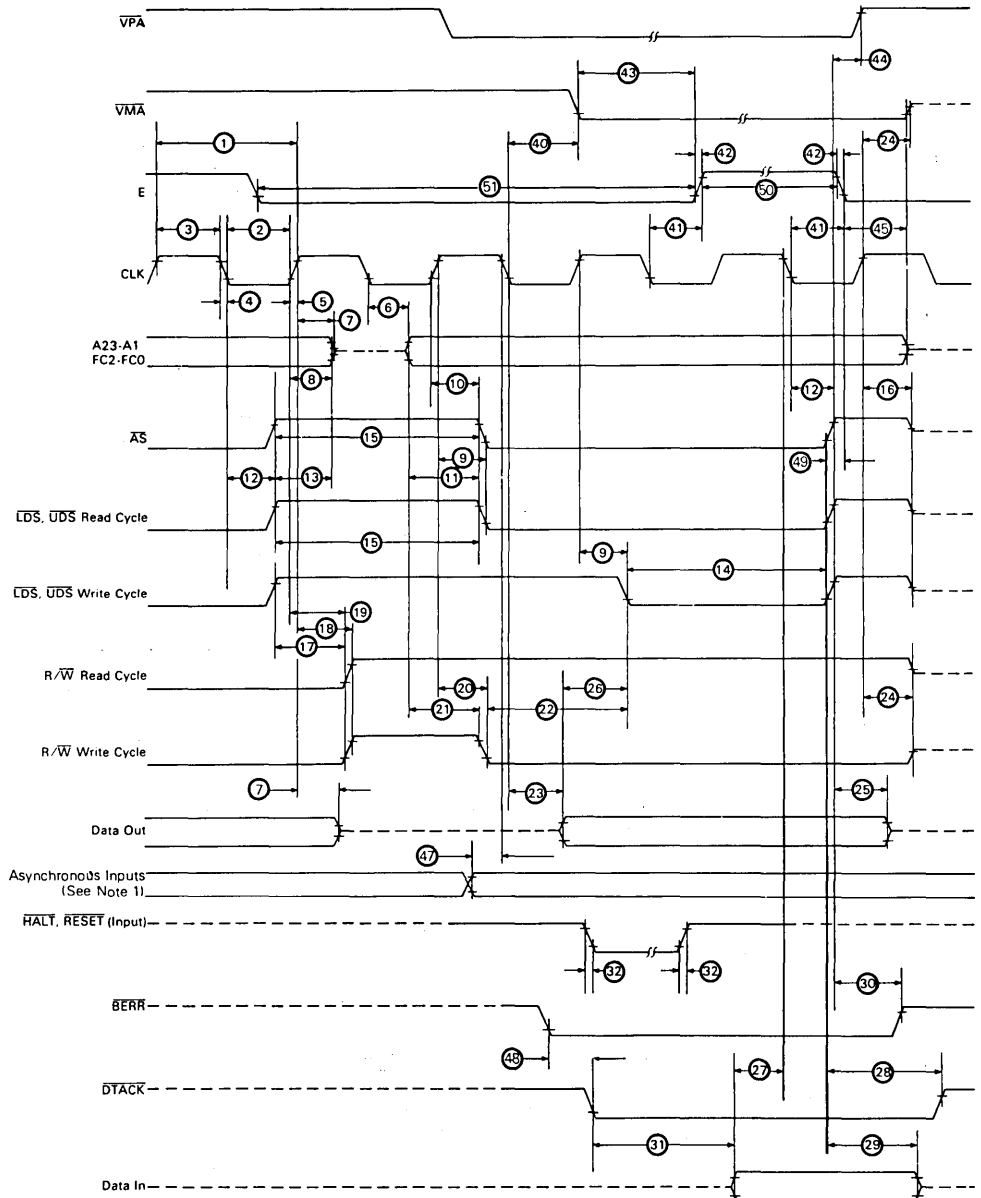 VPA
44
43
VMA
1
40
24
42
42
E
51
50
3
2
41
41
45
CLK
4
5
6
7
A23-A1
FC2-FC0
8
10
12
16
AS
15
9
49
12
13
11
LDS, UDS Read Cycle
15
9
14
LDS, UDS Write Cycle
19
18
17
R/W Read Cycle
20
26
24
21
22
R/W Write Cycle
7
23
25
Data Out
47
Asynchronous Inputs
(See Note 1)
HALT, RESET (Input)
32
32
30
BERR
48
27
28
DTACK
31
29
Data In